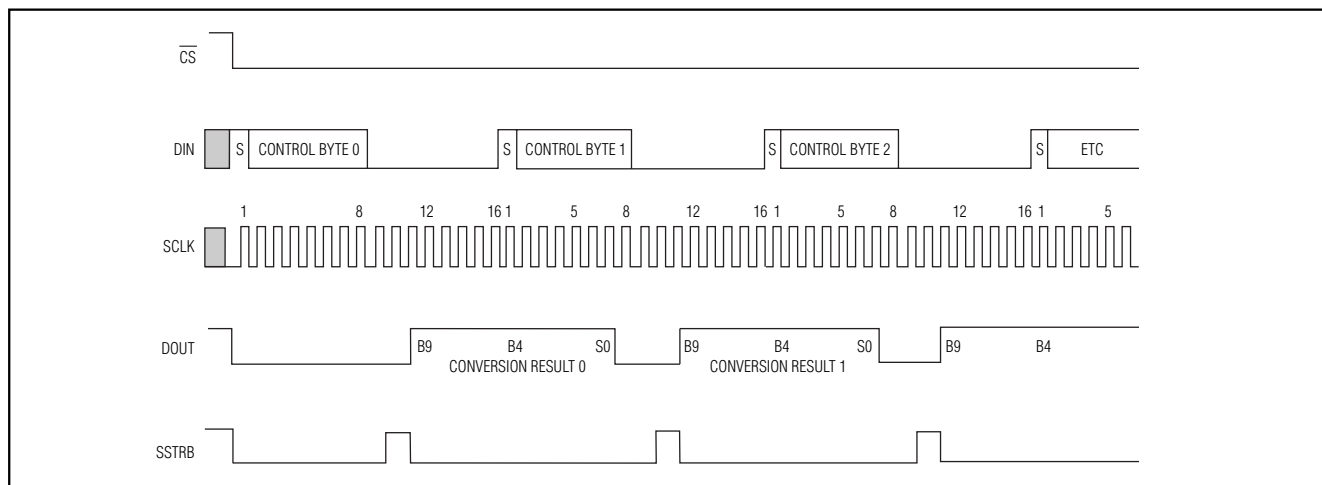 CS
DIN S CONTROL BYTE 0 S CONTROL BYTE 1 S CONTROL BYTE 2 S ETC
1 8 12 16 1 5 8 12 16 1 5 8 12 16 1 5
SCLK
DOUT B9 B4 S0 B9 B4 S0 B9 B4
CONVERSION RESULT 0 CONVERSION RESULT 1
SSTRB